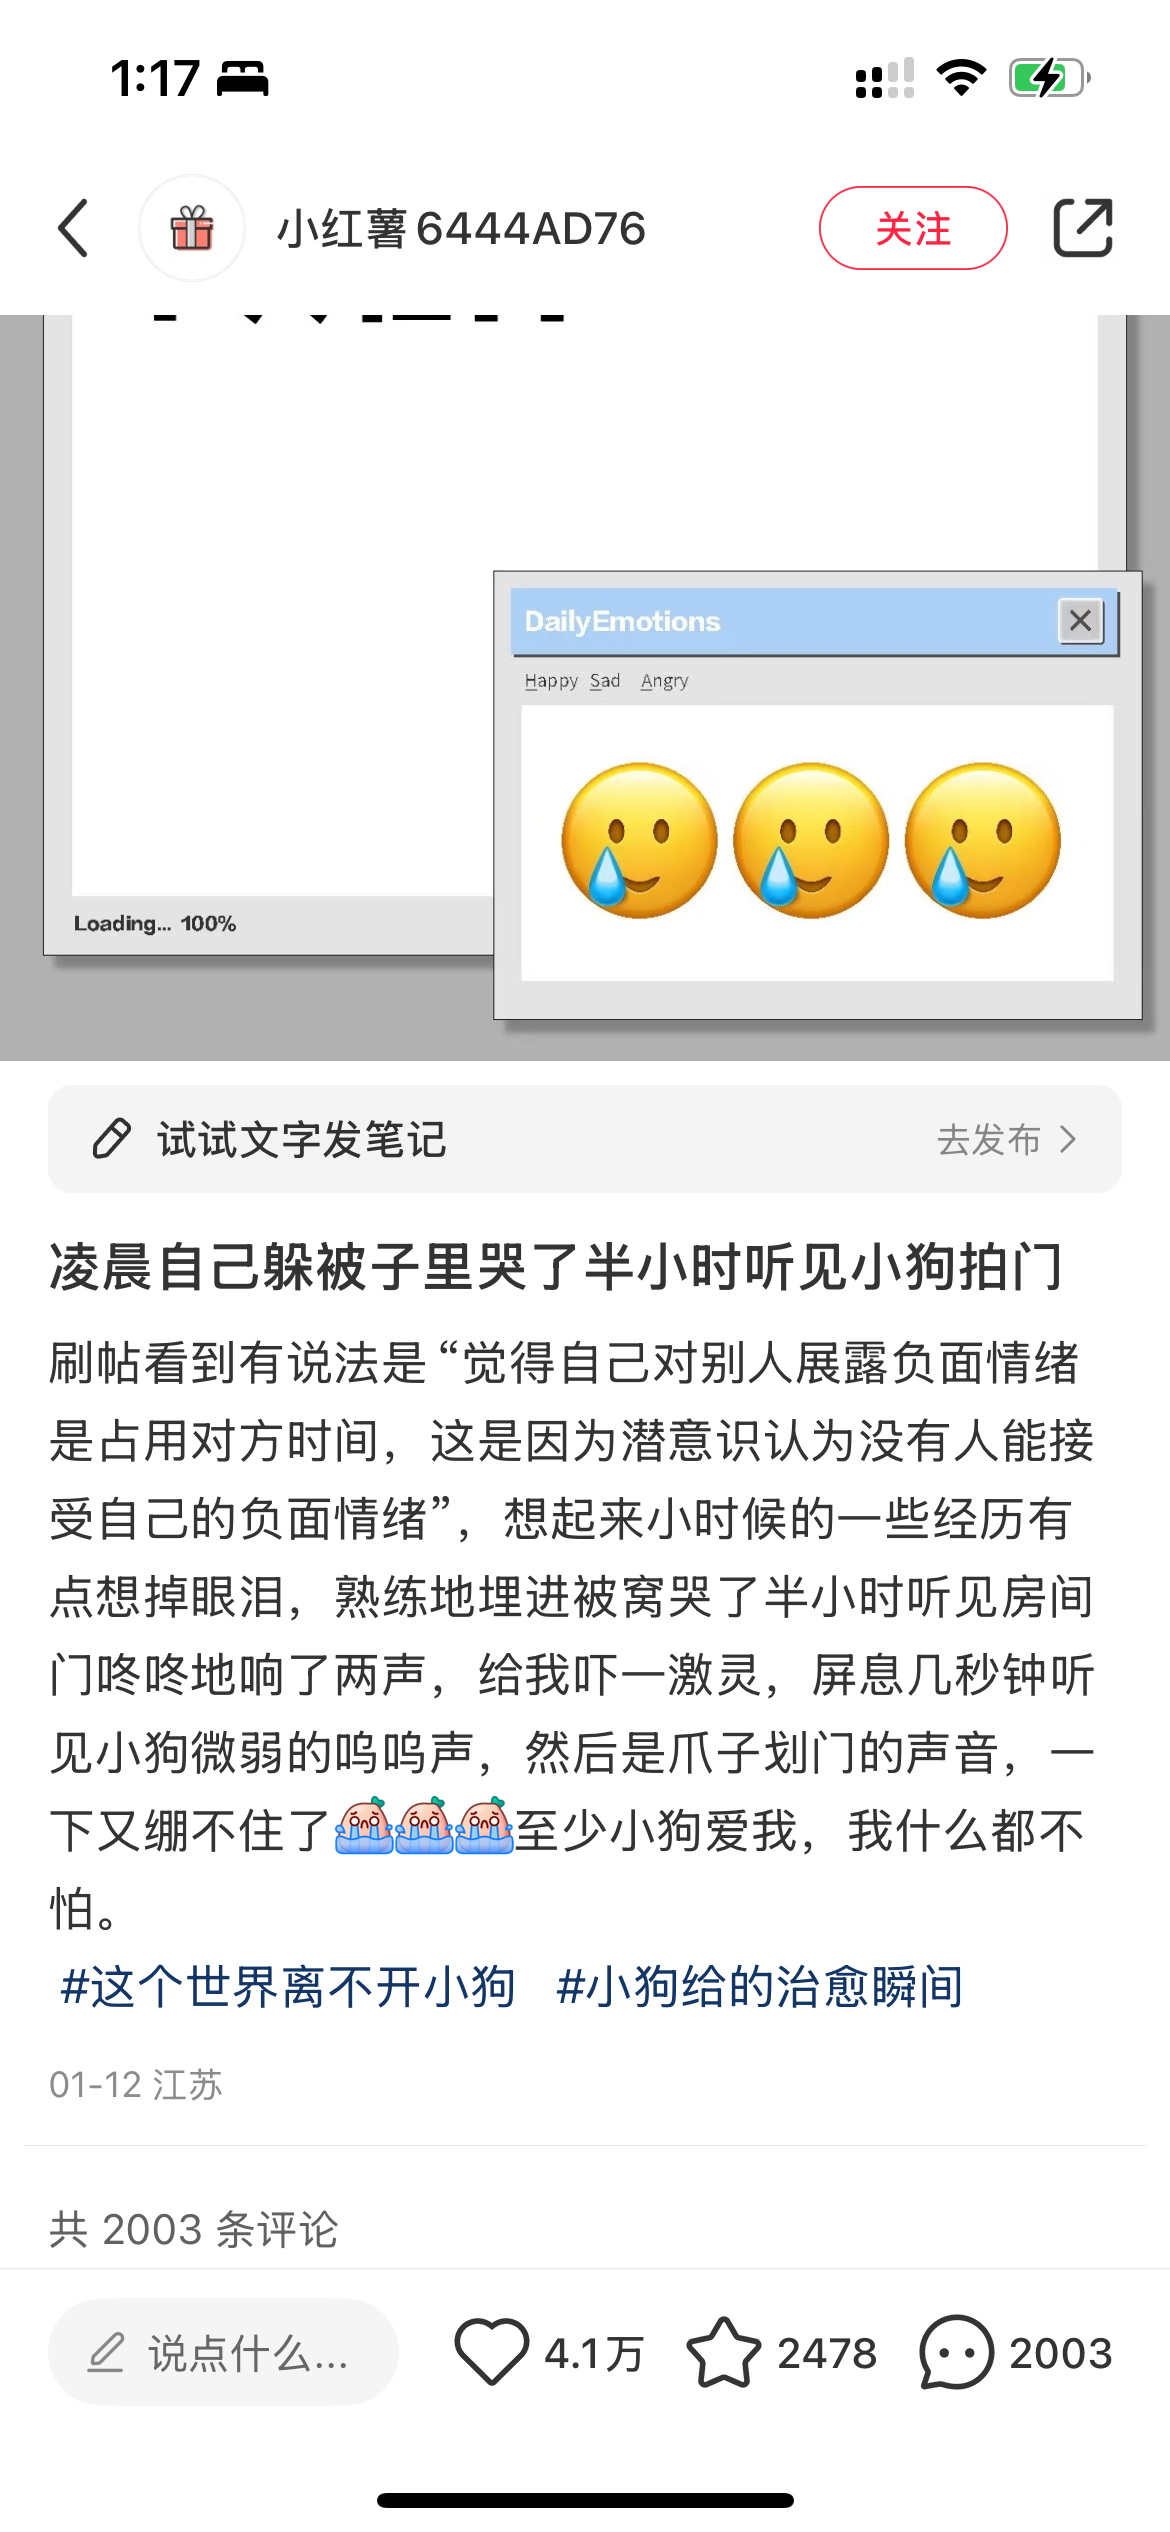 1:17
小红薯6444AD76
关注
DailyEmotions
Happy Sad Angry
Loading... 100%
试试文字发笔记
去发布
凌晨自己躲被子里哭了半小时听见小狗拍门
刷帖看到有说法是“觉得自己对别人展露负面情绪
是占用对方时间，这是因为潜意识认为没有人能接
受自己的负面情绪”，想起来小时候的一些经历有
点想掉眼泪，熟练地埋进被窝哭了半小时听见房间
门咚咚地响了两声，给我吓一激灵，屏息几秒钟听
见小狗微弱的呜呜声，然后是爪子划门的声音，一
下又绷不住了至少小狗爱我，我什么都不
怕。
#这个世界离不开小狗 #小狗给的治愈瞬间
01-12 江苏
共 2003 条评论
说点什么...
4.1万
2478
2003